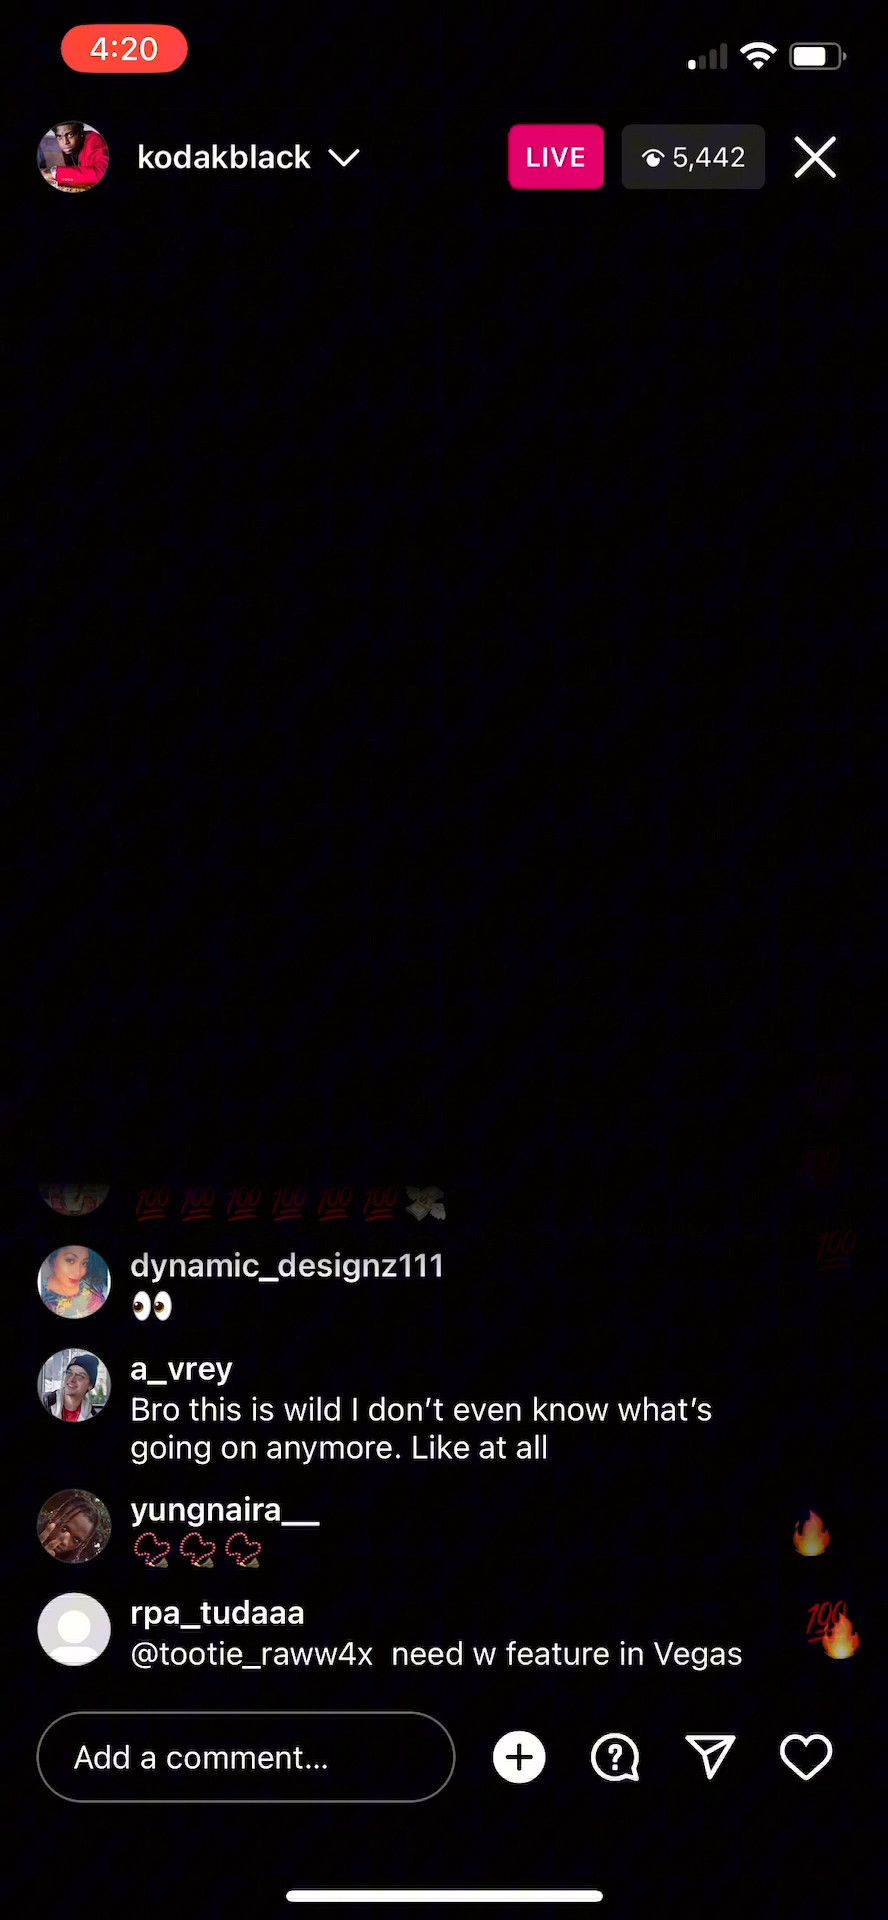 4:20
kodakblack
LIVE
5,442
💯💯💯💯💯💯💸
dynamic_designz111
👀
a_vrey
Bro this is wild I don’t even know what’s
going on anymore. Like at all
yungnaira__
📿📿📿
rpa_tudaaa
@tootie_raww4x  need w feature in Vegas
Add a comment...